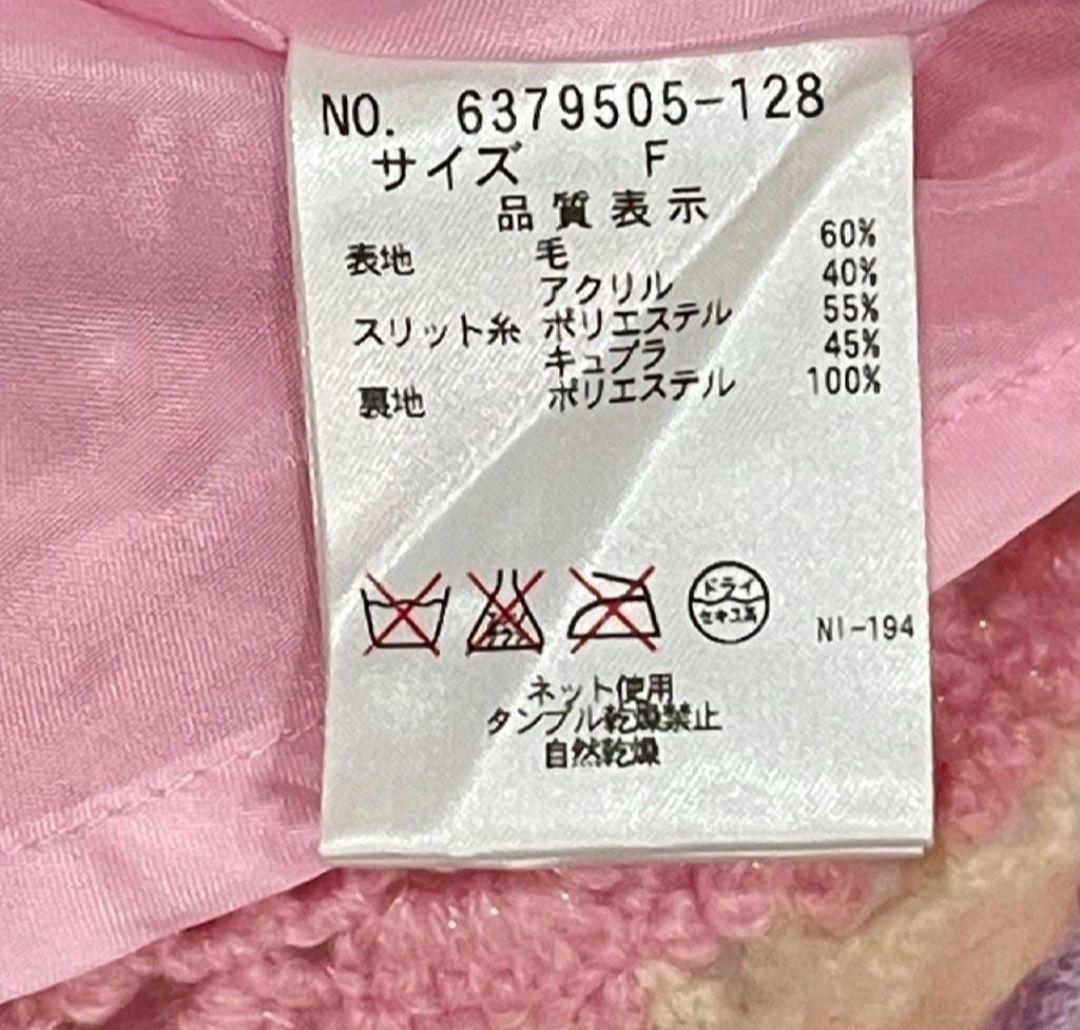 NO. 6379505-128
サイズ F
品質表示
表地 毛 60%
アクリル 40%
スリット糸 ポリエステル 55%
キュプラ 45%
裏地 ポリエステル 100%
ドライ
セキユ系
NI-194
ネット使用
タンブル乾燥禁止
自然乾燥